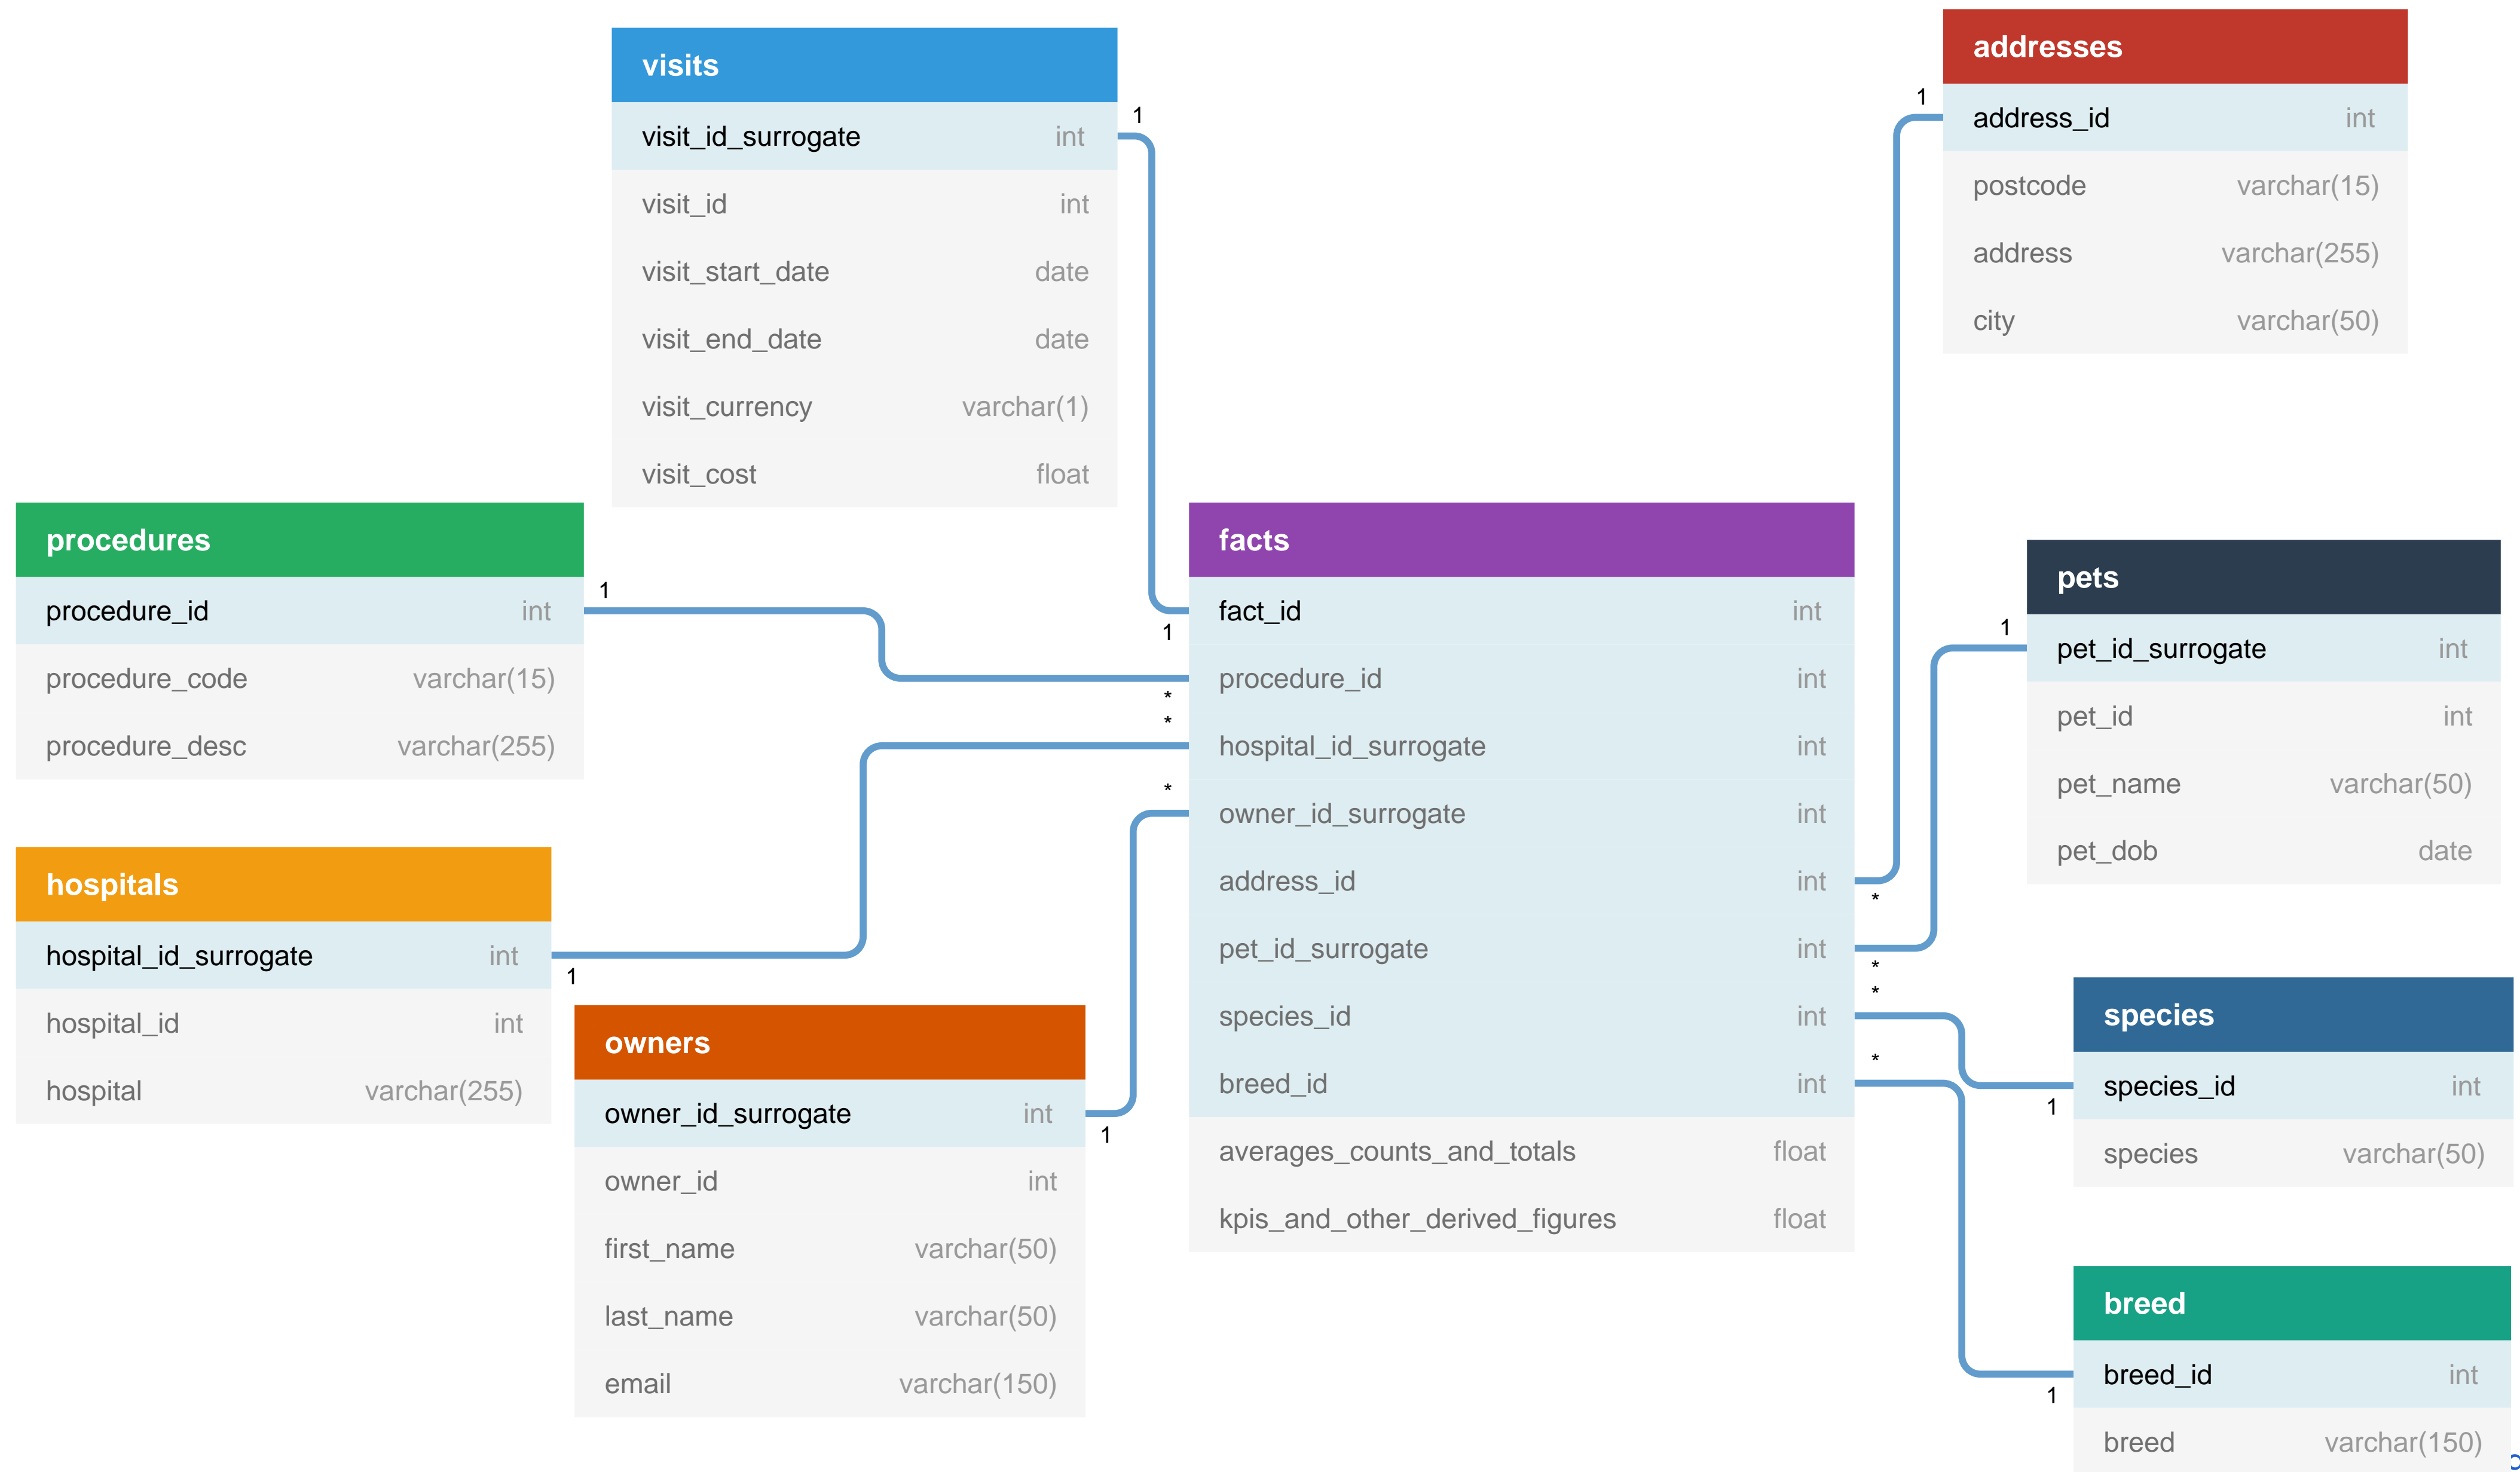 visits
visit_id_surrogate int
visit_id int
visit_start_date date
visit_end_date date
visit_currency varchar(1)
visit_cost float
1
1
addresses
address_id int
postcode varchar(15)
address varchar(255)
city varchar(50)
1
*
procedures
procedure_id int
procedure_code varchar(15)
procedure_desc varchar(255)
1
*
facts
fact_id int
procedure_id int
hospital_id_surrogate int
owner_id_surrogate int
address_id int
pet_id_surrogate int
species_id int
breed_id int
averages_counts_and_totals float
kpis_and_other_derived_figures float
pets
pet_id_surrogate int
pet_id int
pet_name varchar(50)
pet_dob date
1
*
hospitals
hospital_id_surrogate int
hospital_id int
hospital varchar(255)
1
*
owners
owner_id_surrogate int
owner_id int
first_name varchar(50)
last_name varchar(50)
email varchar(150)
1
*
species
species_id int
species varchar(50)
1
*
breed
breed_id int
breed varchar(150)
1
*